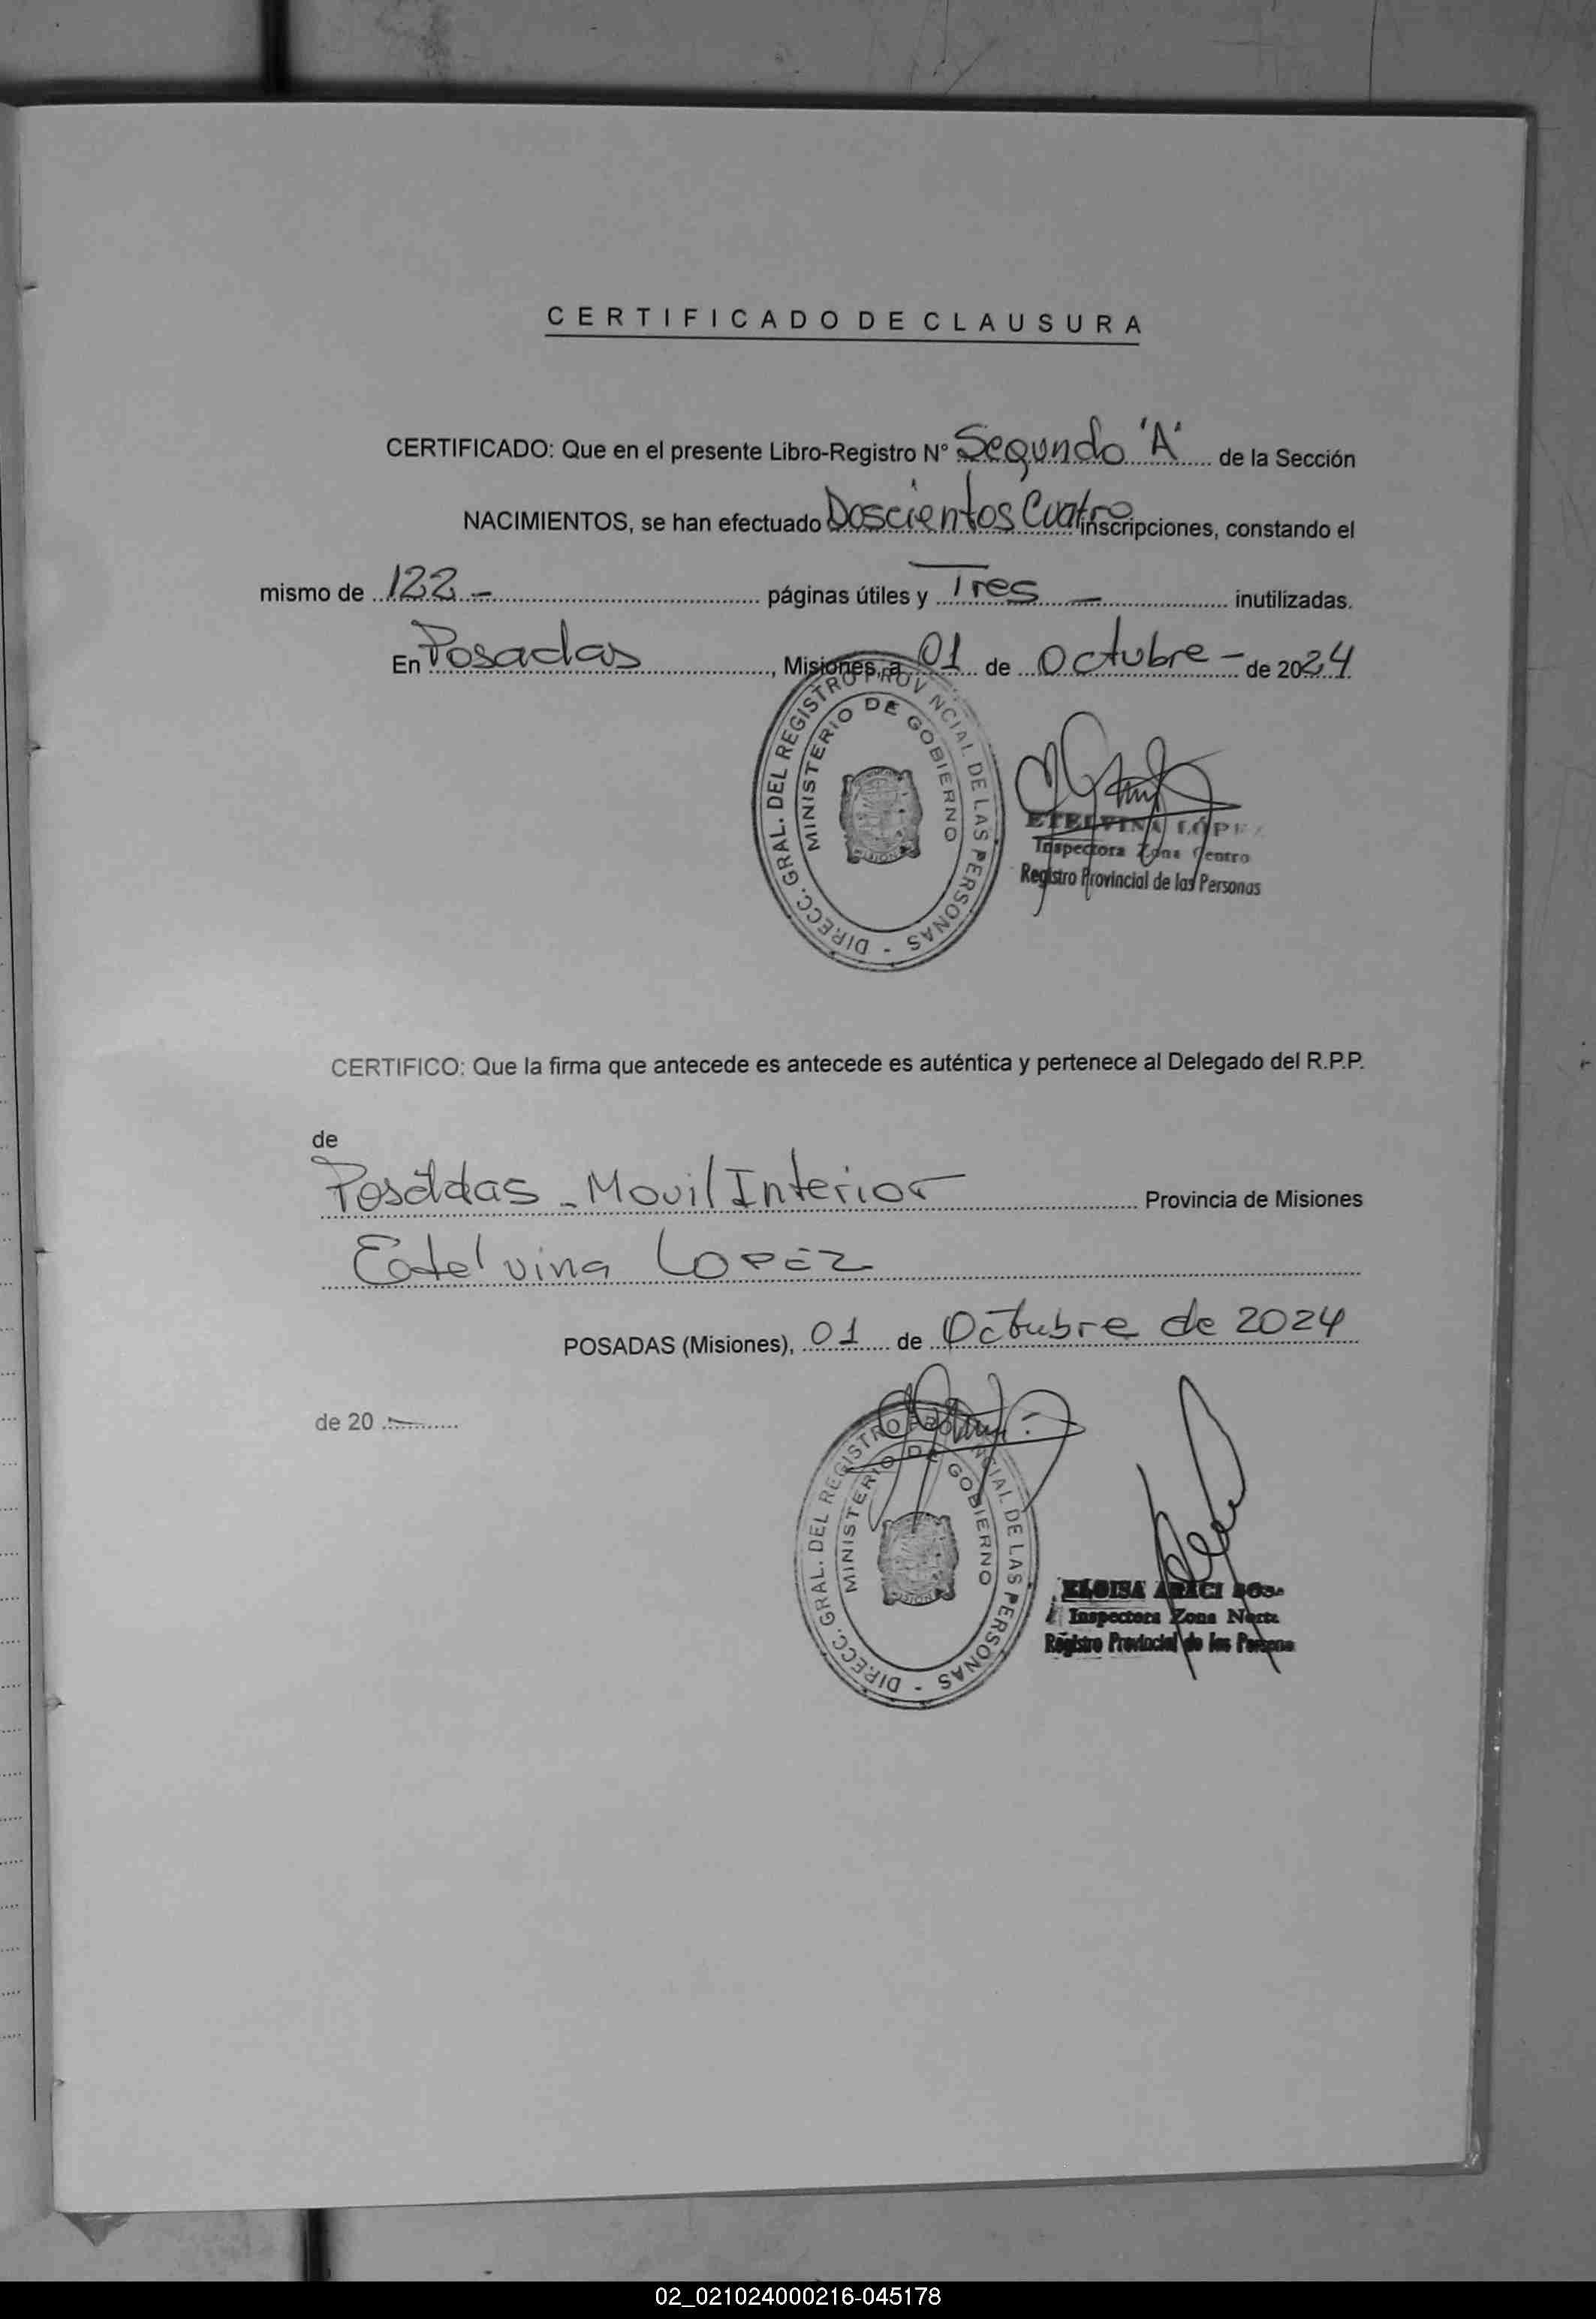 CERTIFICADO DE CLAUSURA
CERTIFICADO: Que en el presente Libro-Registro N° Segundo 'A' de la Sección
NACIMIENTOS, se han efectuado Doscientos Cuatro inscripciones, constando el
mismo de 122 - páginas útiles y Tres - inutilizadas.
En Posadas, Misiones, a 01 de Octubre - de 2024
DIRECC. GRAL. DEL REGISTRO PROVINCIAL DE LAS PERSONAS -
MINISTERIO DE GOBIERNO
ETELVINA LÓPEZ
Inspectora Zona Centro
Registro Provincial de las Personas
CERTIFICO: Que la firma que antecede es antecede es auténtica y pertenece al Delegado del R.P.P.
de
Posadas - Movil Interior Provincia de Misiones
Lopez
POSADAS (Misiones), 01 de Octubre de 2024
de 20
DIRECC. GRAL. DEL REGISTRO PROVINCIAL DE LAS PERSONAS -
MINISTERIO DE GOBIERNO
ELOISA
Inspectora Zona Norte
Registro Provincial de las Persona
02_021024000216-045178